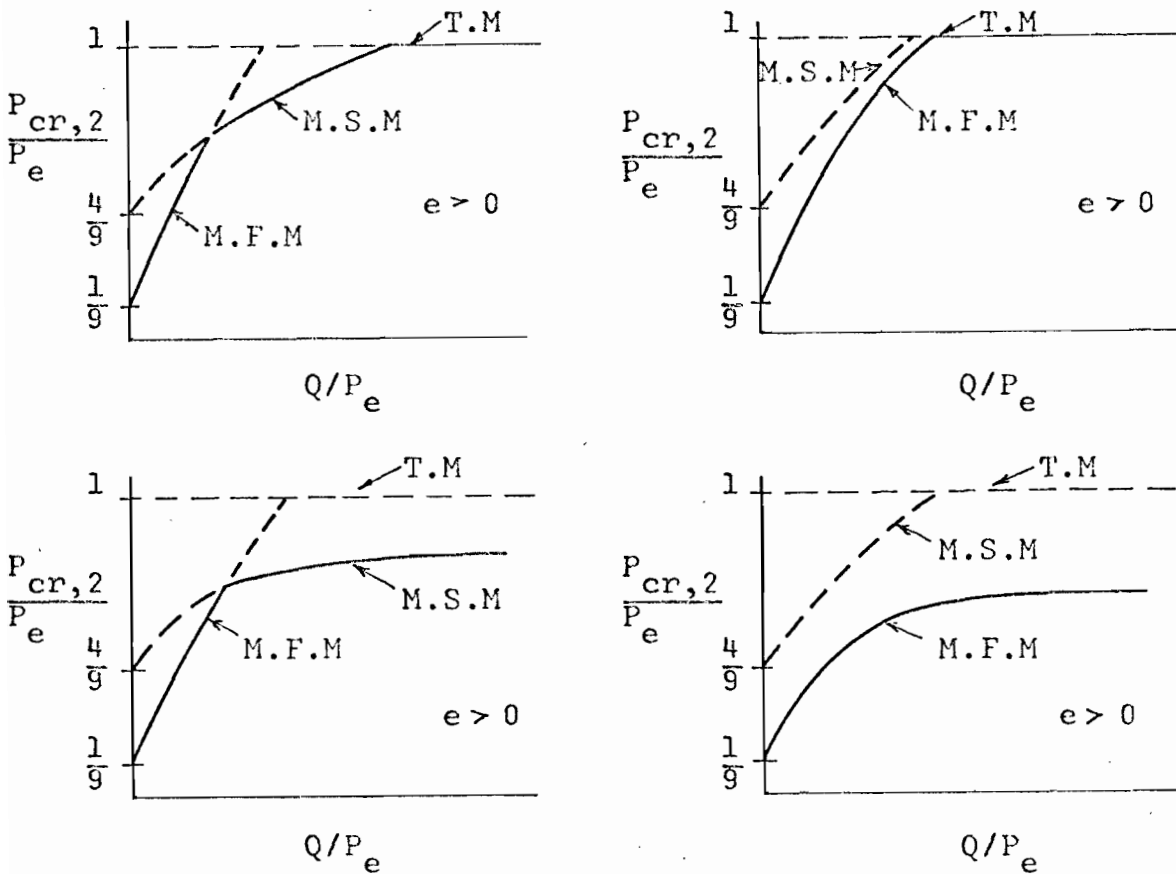 T.M
1
M.S.M
P_cr,2
P_e
4/9
e > 0
M.F.M
1/9
Q/P_e
T.M
1
M.S.M
M.F.M
P_cr,2
P_e
4/9
e > 0
1/9
Q/P_e
T.M
1
P_cr,2
P_e
M.S.M
4/9
M.F.M
e > 0
1/9
Q/P_e
T.M
1
M.S.M
P_cr,2
P_e
4/9
M.F.M
e > 0
1/9
Q/P_e